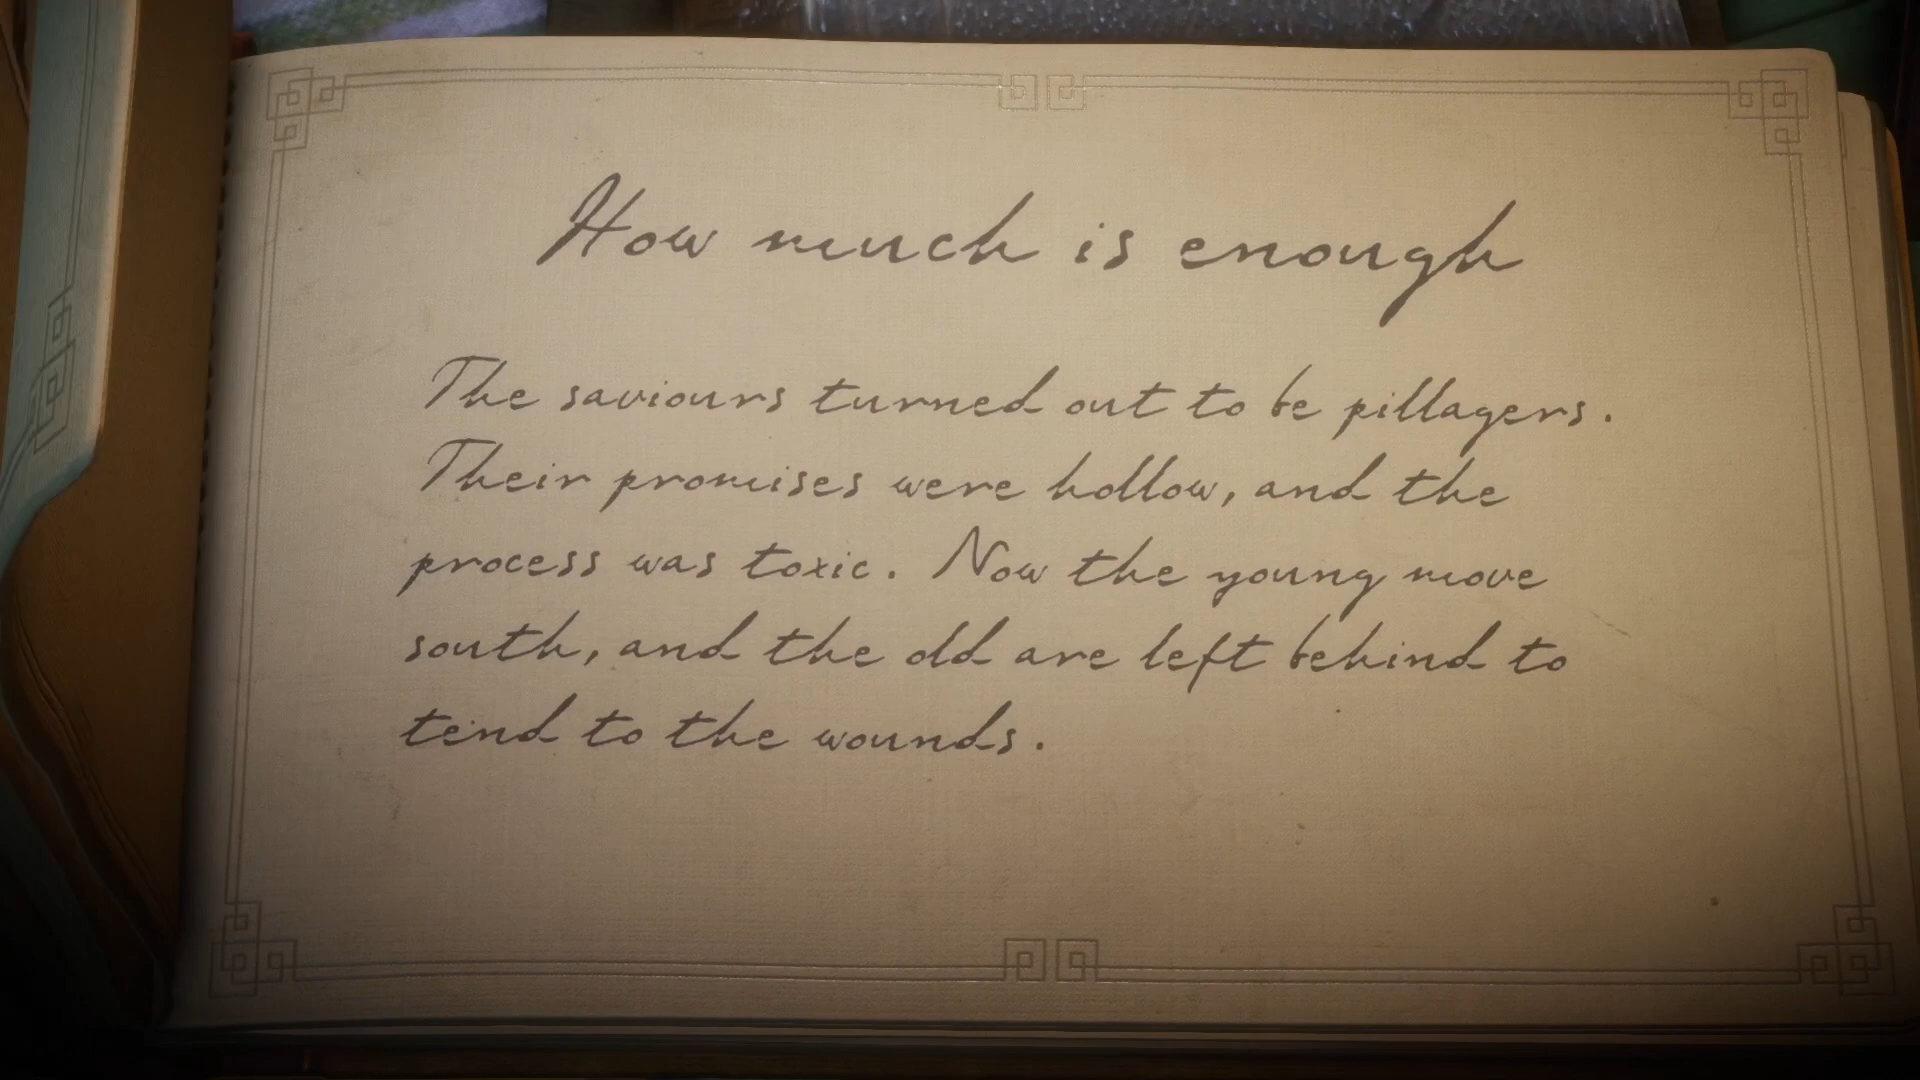 How much is enough
The saviours turned out to be pillagers.
Their promises were hollow, and the
process was toxic. Now the young move
south, and the old are left behind to
tend to the wounds.